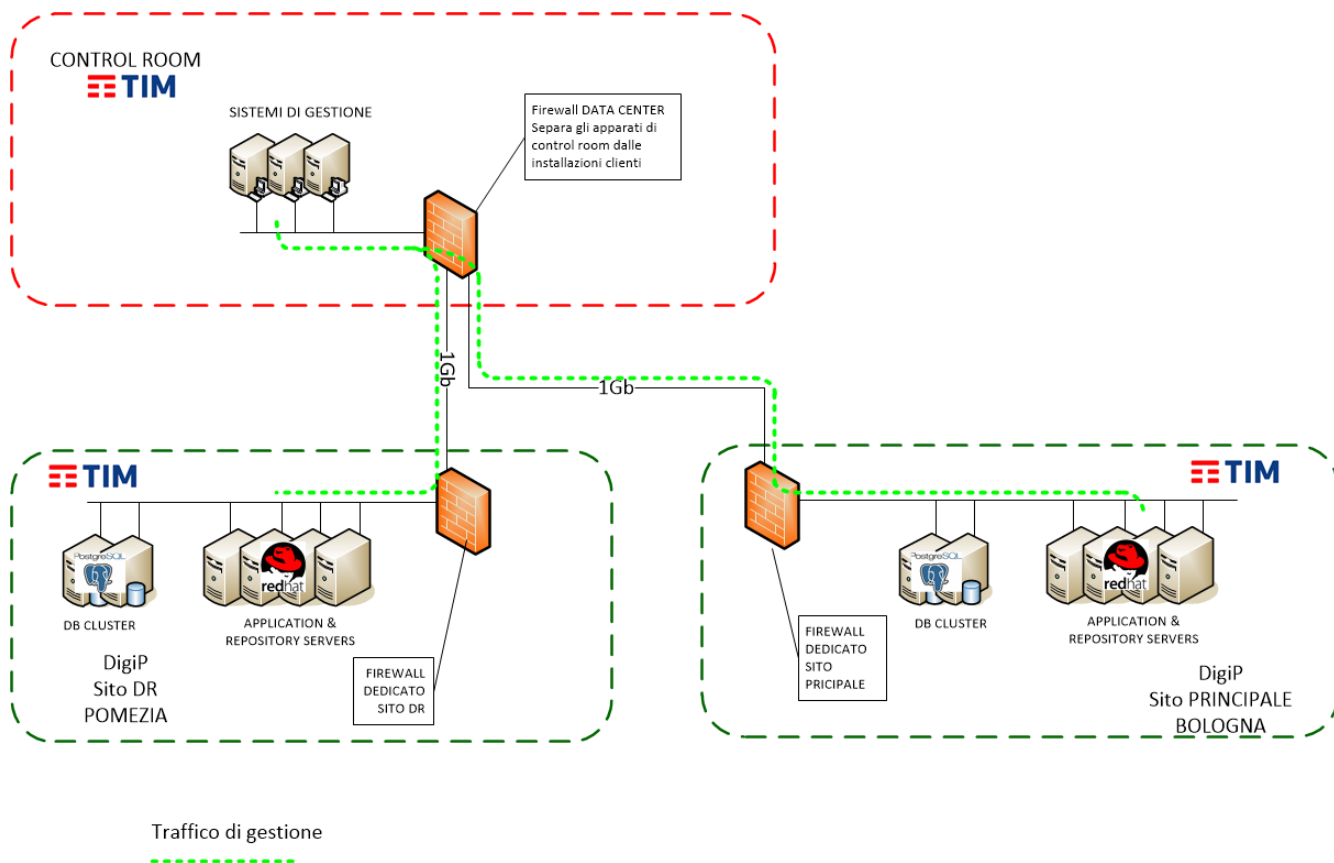 CONTROL ROOM
TIM
SISTEMI DI GESTIONE
Firewall DATA CENTER
Separa gli apparati di
control room dalle
installazioni clienti
1Gb
1Gb
TIM
PostgreSQL
redhat
DB CLUSTER
APPLICATION &
REPOSITORY SERVERS
DigiP
Sito DR
POMEZIA
FIREWALL
DEDICATO
SITO DR
TIM
PostgreSQL
redhat
DB CLUSTER
APPLICATION &
REPOSITORY SERVERS
FIREWALL
DEDICATO
SITO
PRICIPALE
DigiP
Sito PRINCIPALE
BOLOGNA
Traffico di gestione